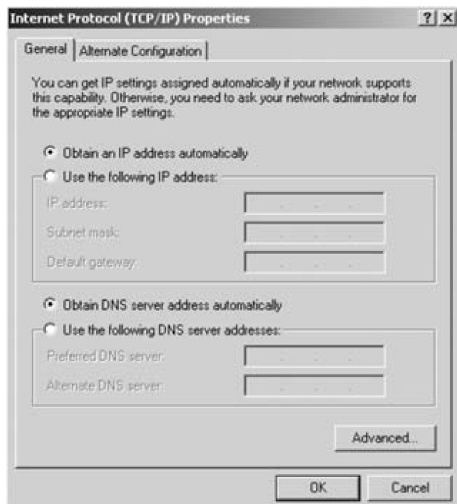 Internet Protocol (TCP/IP) Properties
General Alternate Configuration
You can get IP settings assigned automatically if your network supports
this capability. Otherwise, you need to ask your network administrator for
the appropriate IP settings.
Obtain an IP address automatically
Use the following IP address:
IP address:
Subnet mask:
Default gateway:
Obtain DNS server address automatically
Use the following DNS server addresses:
Preferred DNS server:
Alternate DNS server:
Advanced...
OK Cancel